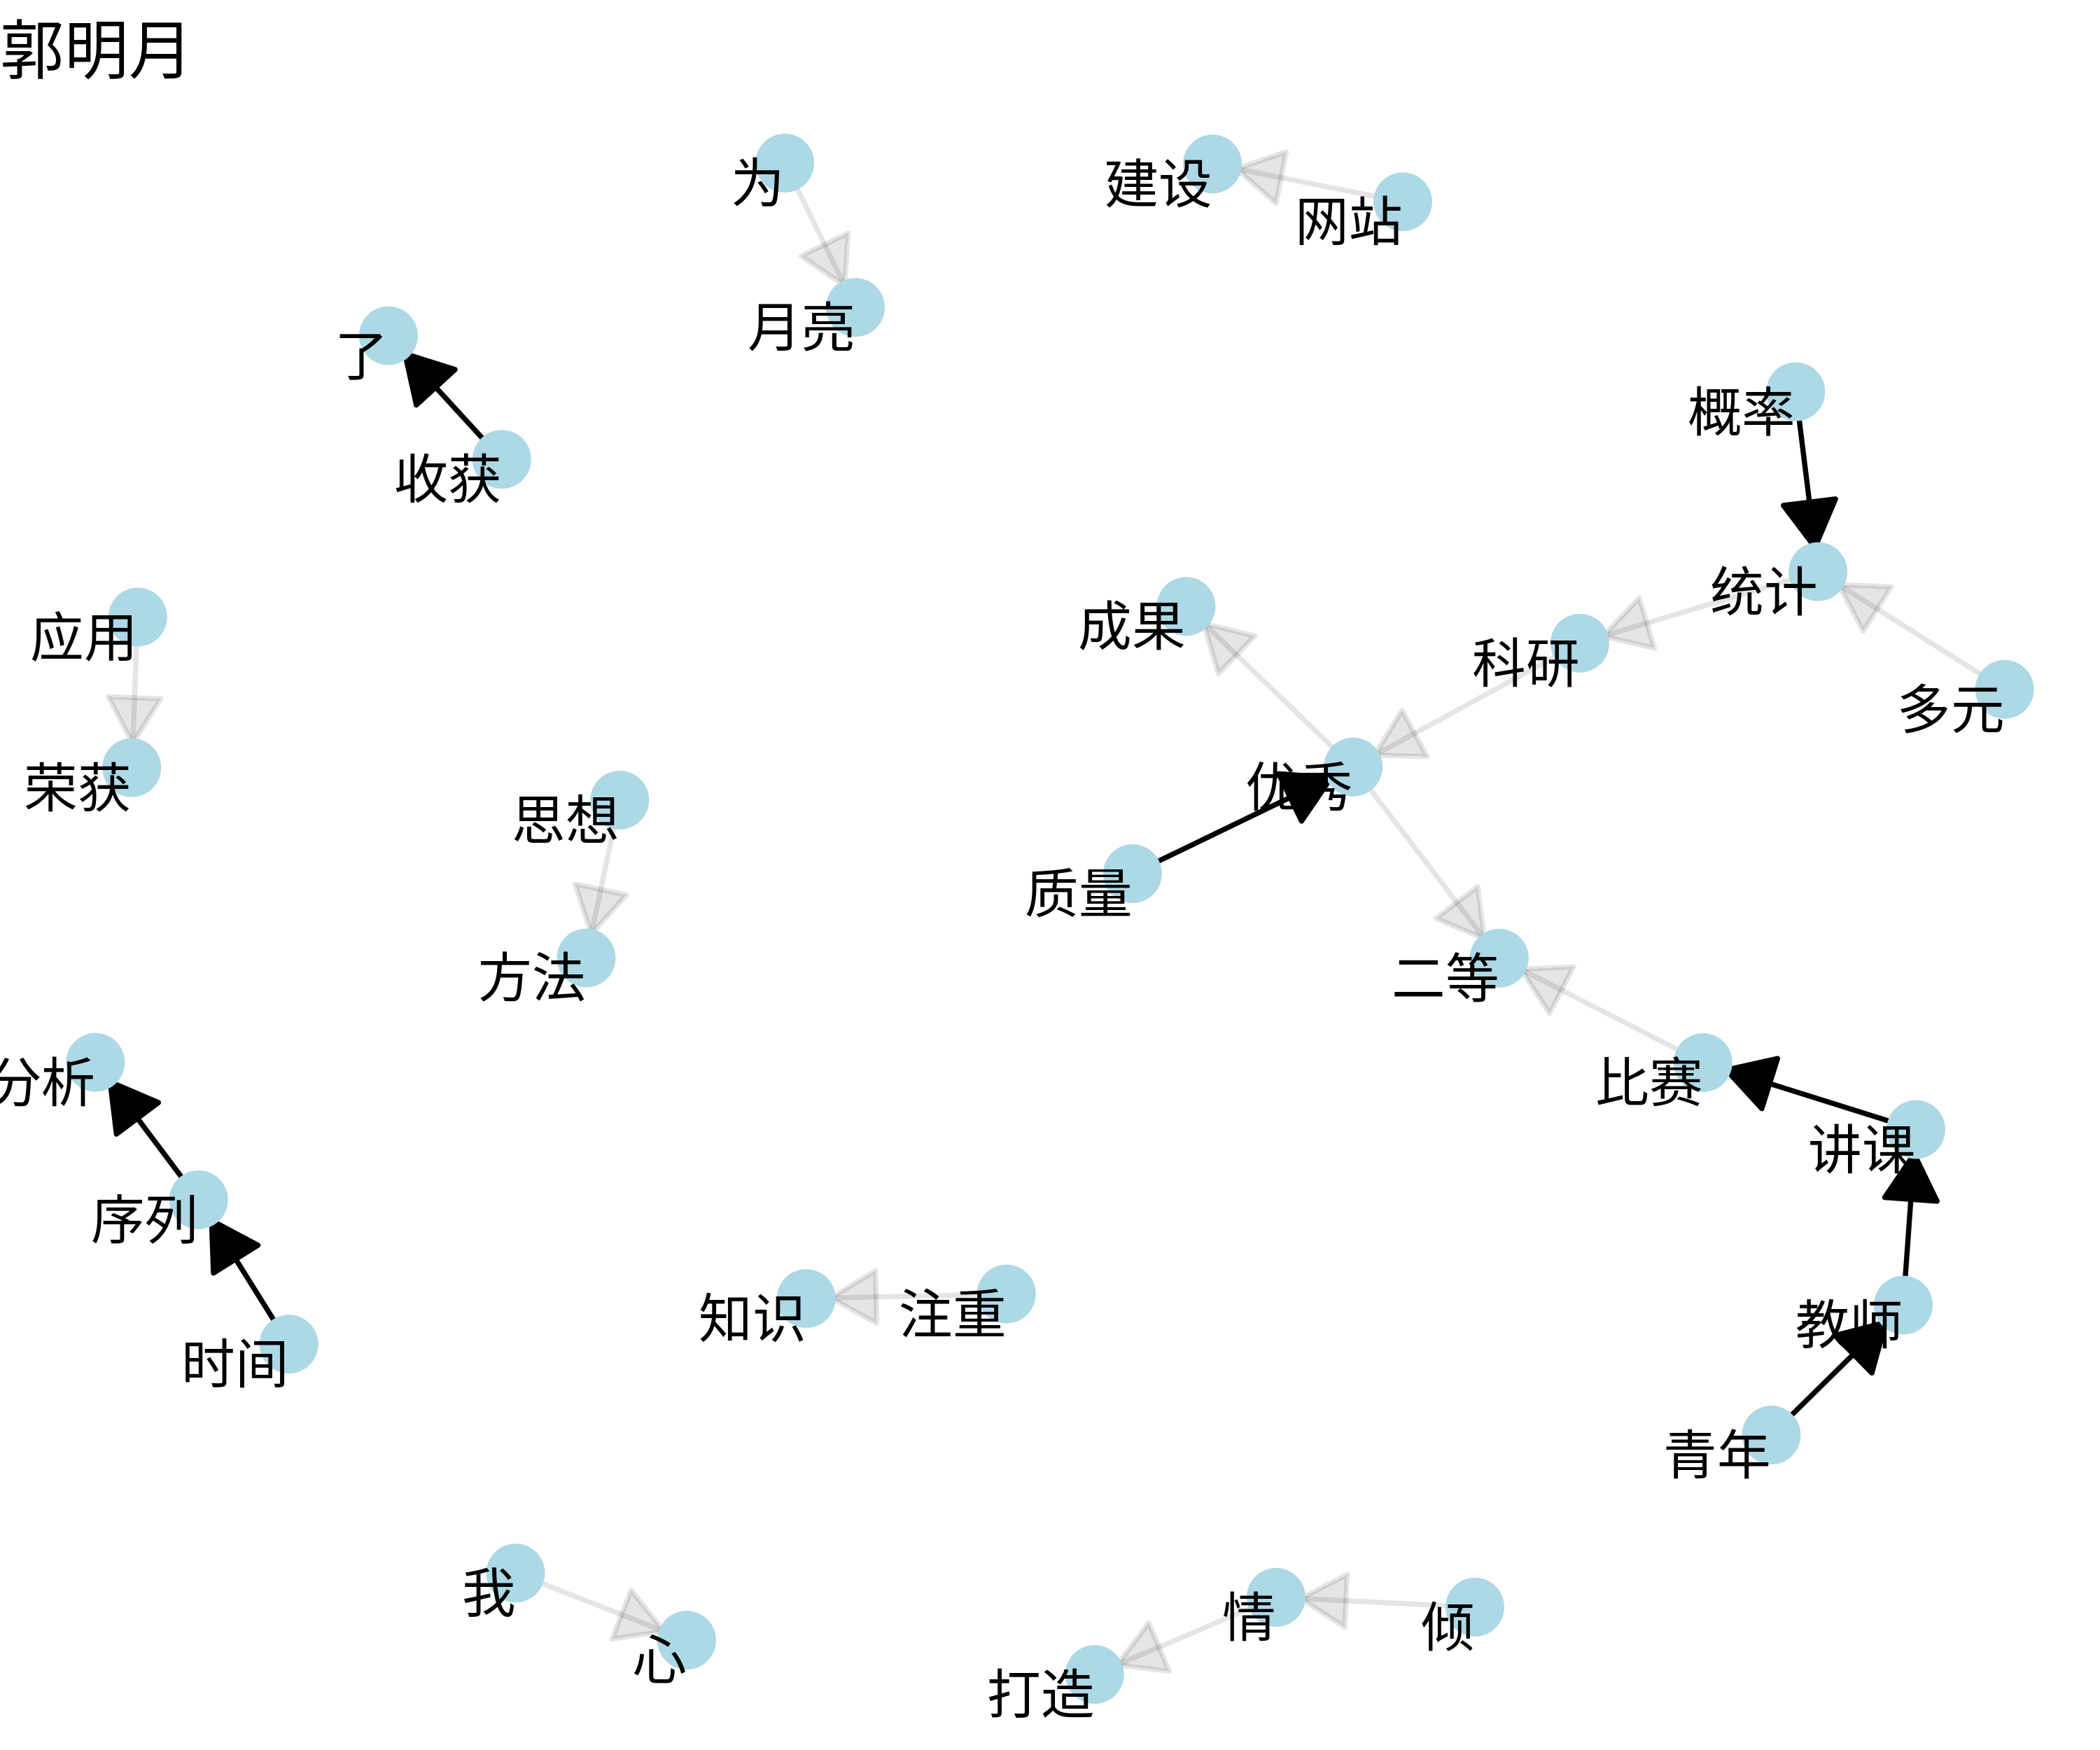 郭明月
为
建设
网站
月亮
了
概率
收获
统计
成果
应用
科研
多元
荣获
优秀
思想
质量
方法
二等
分析
比赛
讲课
序列
知识
注重
教师
时间
青年
我
情
倾
心
打造